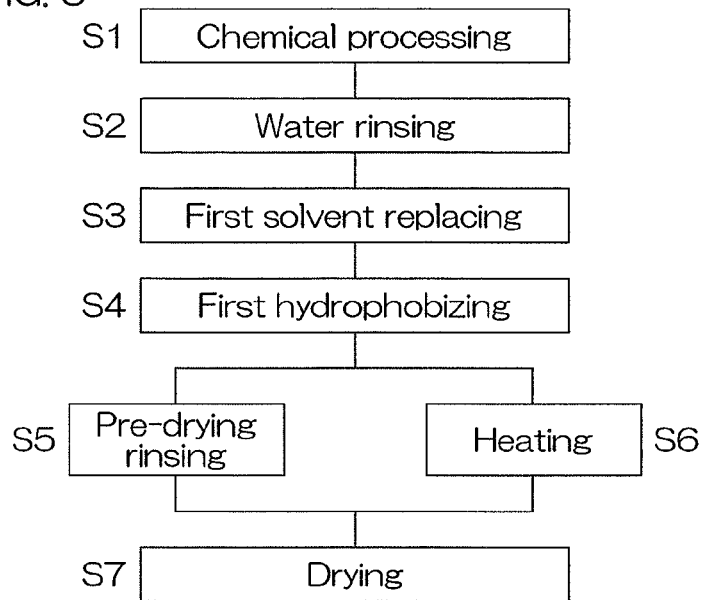 S1 Chemical processing
S2 Water rinsing
S3 First solvent replacing
S4 First hydrophobizing
S5 Pre-drying
rinsing
Heating S6
S7 Drying